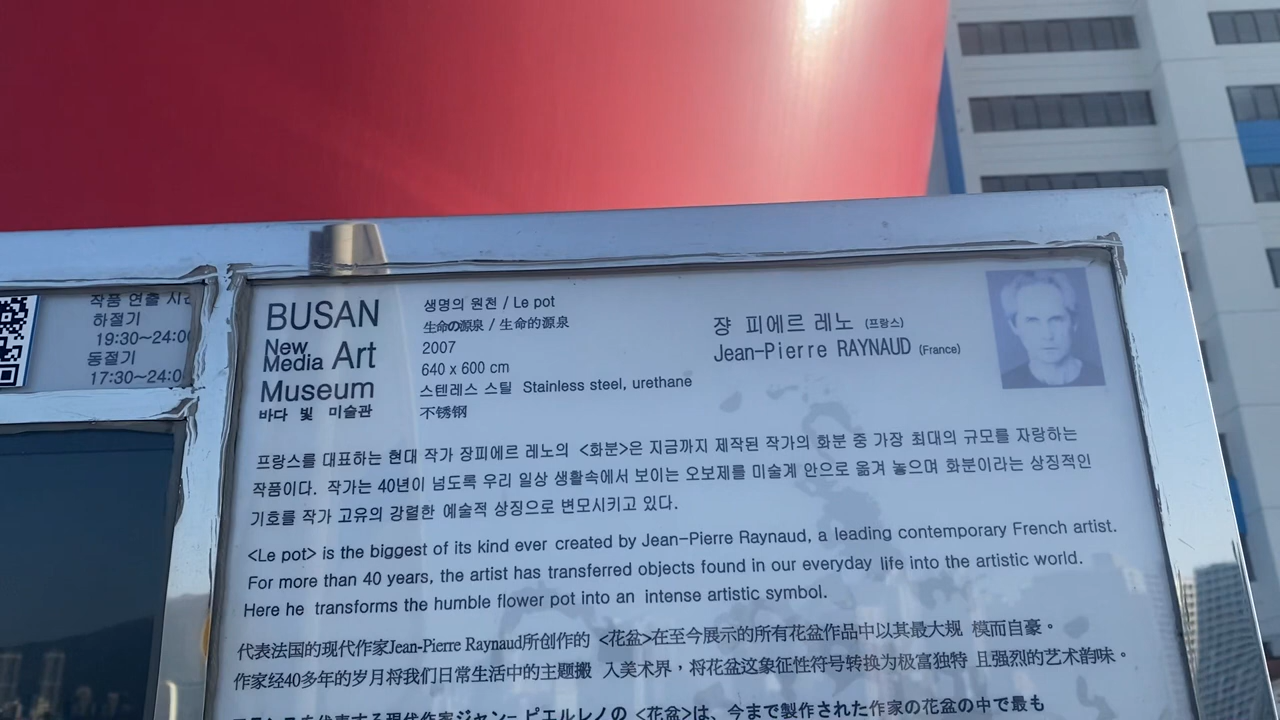 작품 연출 시간
하절기
19:30~24:00
동절기
17:30~24:0
BUSAN
New
Media Art
Museum
바다 빛 미술관
생명의 원천 / Le pot
生命の源泉 / 生命的源泉
2007
640 x 600 cm
스텐레스 스틸 Stainless steel, urethane
不锈钢
쟝 피에르 레노 (프랑스)
Jean-Pierre RAYNAUD (France)
프랑스를 대표하는 현대 작가 장피에르 레노의 <화분>은 지금까지 제작된 작가의 화분 중 가장 최대의 규모를 자랑하는
작품이다. 작가는 40년이 넘도록 우리 일상 생활속에서 보이는 오보제를 미술계 안으로 옮겨 놓으며 화분이라는 상징적인
기호를 작가 고유의 강렬한 예술적 상징으로 변모시키고 있다.
<Le pot> is the biggest of its kind ever created by Jean-Pierre Raynaud, a leading contemporary French artist.
For more than 40 years, the artist has transferred objects found in our everyday life into the artistic world.
Here he transforms the humble flower pot into an intense artistic symbol.
代表法国的现代作家Jean-Pierre Raynaud所创作的 <花盆>在至今展示的所有花盆作品中以其最大规 模而自豪。
作家经40多年的岁月将我们日常生活中的主题搬 入美术界，将花盆这象征性符号转换为极富独特 且强烈的艺术韵味。
フランスを代表する現代作家ジャン- ピエルレノの <花盆>は、今まで製作された作家の花盆の中で最も